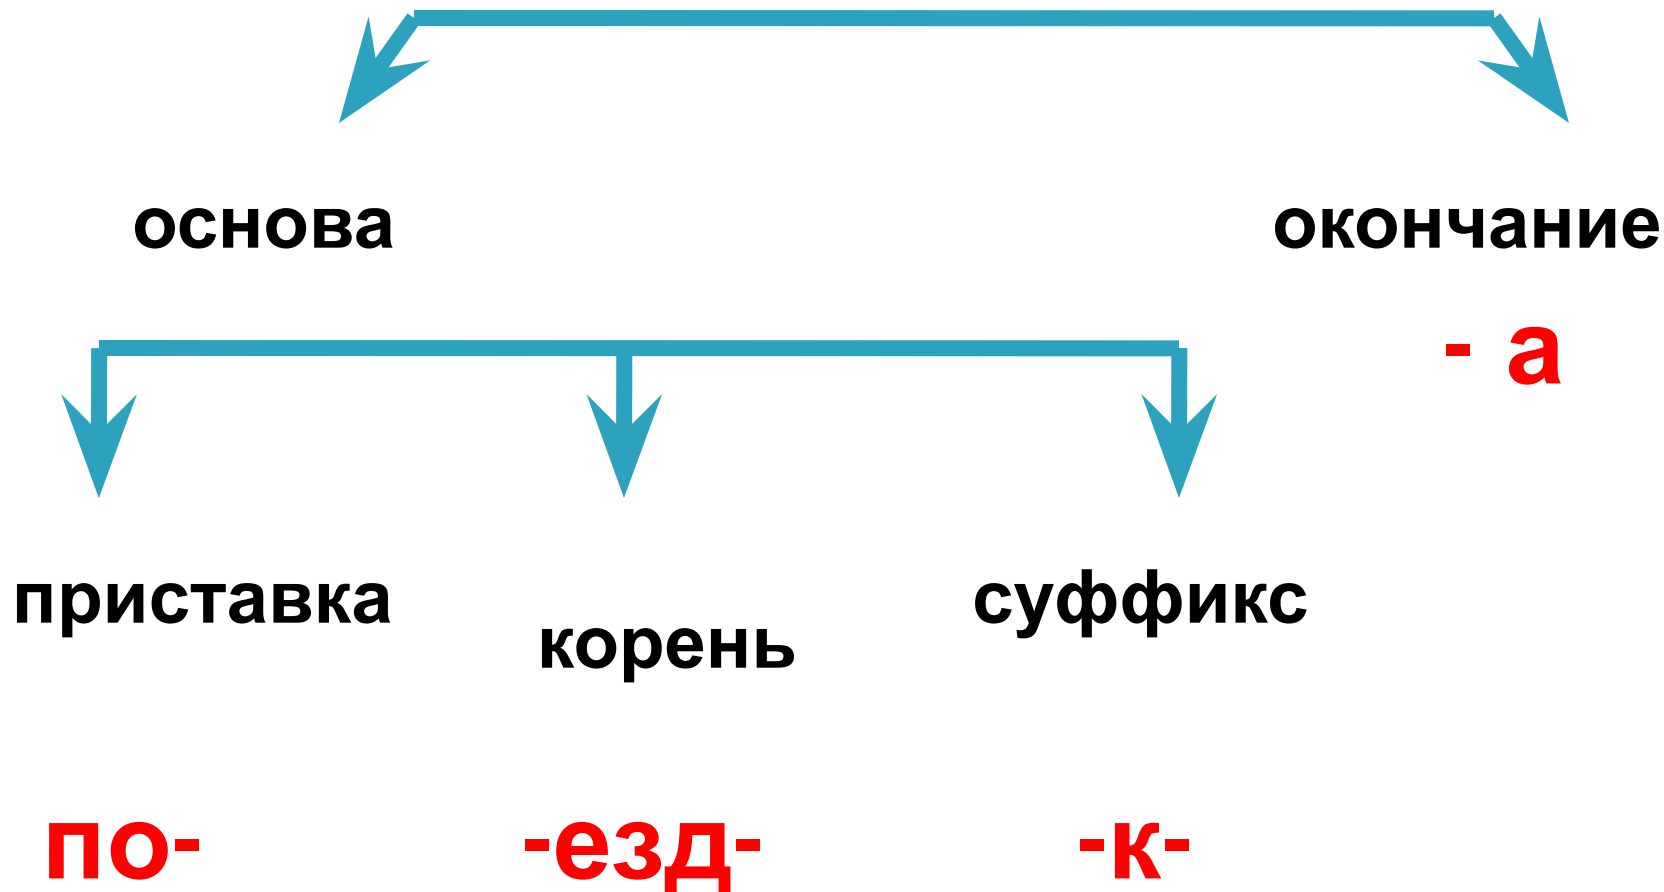 основа окончание
- а
приставка корень суффикс
по- -езд- -к-